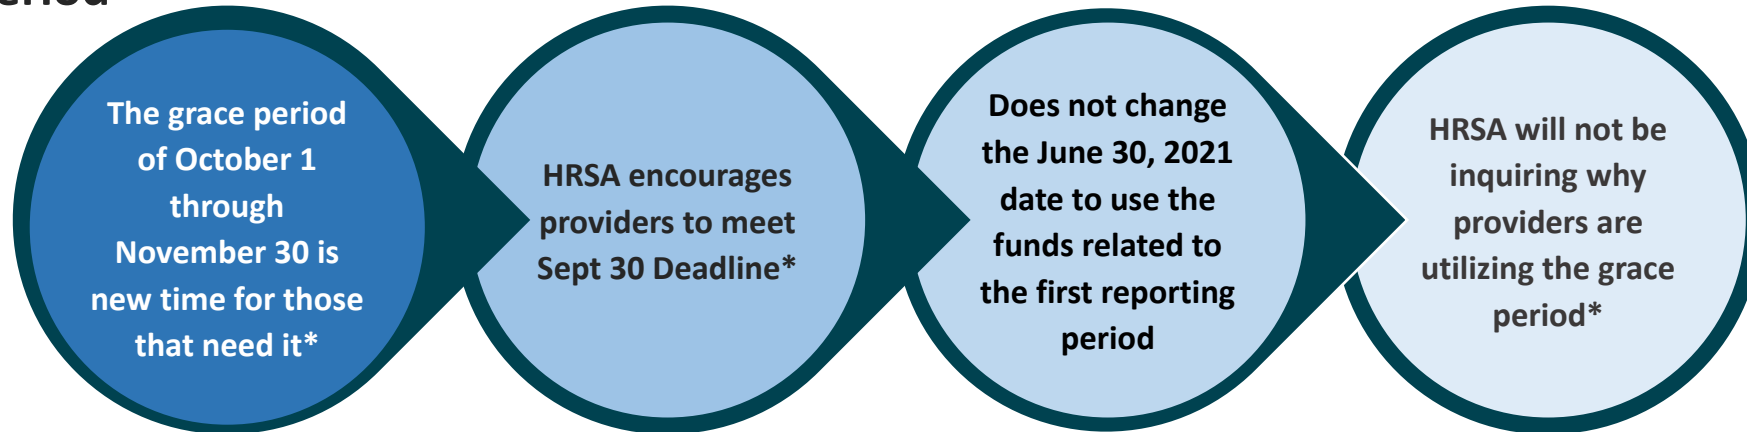 The grace period
of October 1
through
November 30 is
new time for those
that need it*
HRSA encourages
providers to meet
Sept 30 Deadline*
Does not change
the June 30, 2021
date to use the
funds related to
the first reporting
period
HRSA will not be
inquiring why
providers are
utilizing the grace
period*